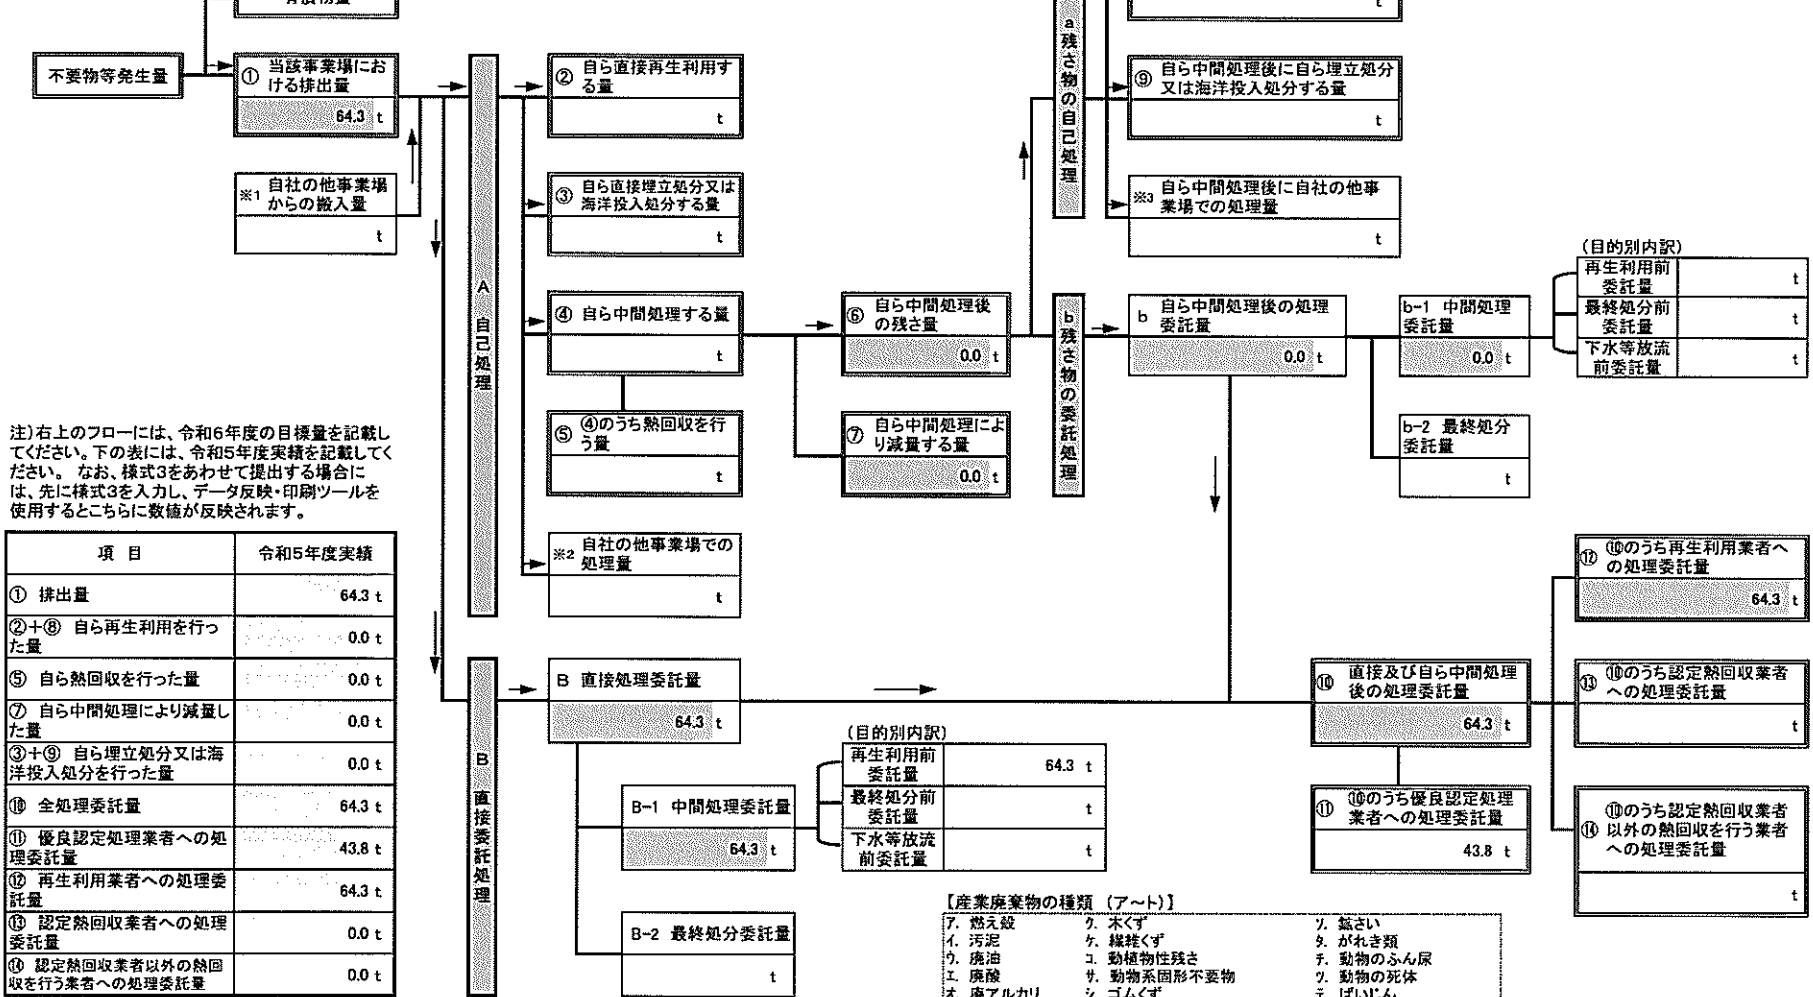 有償物量
t
不要物等発生量
① 当該事業場にお
ける排出量
64.3 t
※1 自社の他事業場
からの搬入量
t
A 自己処理
② 自ら直接再生利用す
る量
t
③ 自ら直接埋立処分又は
海洋投入処分する量
t
④ 自ら中間処理する量
t
⑤ ④のうち熱回収を行
う量
t
※2 自社の他事業場での
処理量
t
⑥ 自ら中間処理後
の残さ量
0.0 t
⑦ 自ら中間処理によ
り減量する量
0.0 t
a 残さ物の自己処理
⑨ 自ら中間処理後に自ら埋立処分
又は海洋投入処分する量
t
※3 自ら中間処理後に自社の他事
業場での処理量
t
b 残さ物の委託処理
b 自ら中間処理後の処理
委託量
0.0 t
b-1 中間処理
委託量
0.0 t
b-2 最終処分
委託量
t
(目的別内訳)
再生利用前
委託量
t
最終処分前
委託量
t
下水等放流
前委託量
t
注)右上のフローには、令和6年度の目標量を記載し
てください。下の表には、令和5年度実績を記載してく
ださい。 なお、様式3をあわせて提出する場合に
は、先に様式3を入力し、データ反映・印刷ツールを
使用するとこちらに数値が反映されます。
項 目 令和5年度実績
① 排出量 64.3 t
②+⑧ 自ら再生利用を行っ
た量 0.0 t
⑤ 自ら熱回収を行った量 0.0 t
⑦ 自ら中間処理により減量し
た量 0.0 t
③+⑨ 自ら埋立処分又は海
洋投入処分を行った量 0.0 t
⑩ 全処理委託量 64.3 t
⑪ 優良認定処理業者への処
理委託量 43.8 t
⑫ 再生利用業者への処理委
託量 64.3 t
⑬ 認定熱回収業者への処理
委託量 0.0 t
⑭ 認定熱回収業者以外の熱回
収を行う業者への処理委託量 0.0 t
B 直接委託処理
B 直接処理委託量
64.3 t
B-1 中間処理委託量
64.3 t
B-2 最終処分委託量
t
(目的別内訳)
再生利用前
委託量
64.3 t
最終処分前
委託量
t
下水等放流
前委託量
t
⑩ 直接及び自ら中間処理
後の処理委託量
64.3 t
⑪ ⑩のうち優良認定処理
業者への処理委託量
43.8 t
⑫ ⑩のうち再生利用業者へ
の処理委託量
64.3 t
⑬ ⑩のうち認定熱回収業者
への処理委託量
t
⑭ ⑩のうち認定熱回収業者
以外の熱回収を行う業者
への処理委託量
t
【産業廃棄物の種類 (ア～ト)】
ア. 燃え殻 ク. 木くず ソ. 鉱さい
イ. 汚泥 ケ. 繊維くず タ. がれき類
ウ. 廃油 コ. 動植物性残さ チ. 動物のふん尿
エ. 廃酸 サ. 動物系固形不要物 ツ. 動物の死体
オ. 廃アルカリ シ. ゴムくず テ. ばいじん